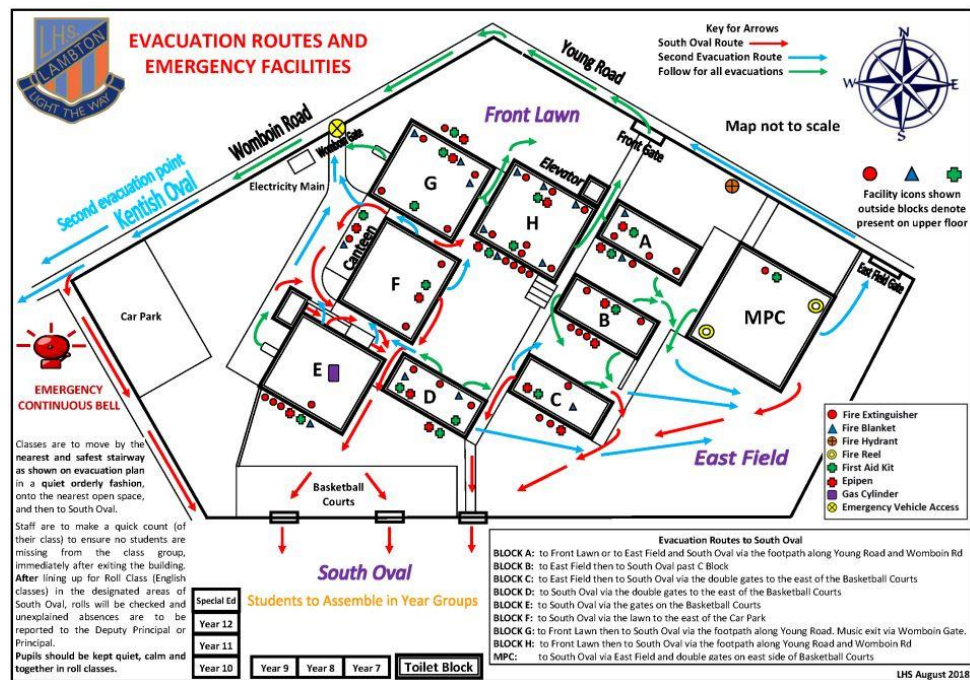 LHS.
LAMBTON
LIGHT THE WAY
EVACUATION ROUTES AND
EMERGENCY FACILITIES
Key for Arrows
South Oval Route
Second Evacuation Route
Follow for all evacuations
N
W
E
S
Map not to scale
Facility icons shown
outside blocks denote
present on upper floor
Young Road
Womboin Road
Front Lawn
Front Gate
Womboin Gate
Elevator
Electricity Main
Second evacuation point
Kentish Oval
Canteen
Car Park
East Field Gate
G
H
A
F
B
MPC
E
D
C
EMERGENCY
CONTINUOUS BELL
East Field
Basketball
Courts
Fire Extinguisher
Fire Blanket
Fire Hydrant
Fire Reel
First Aid Kit
Epipen
Gas Cylinder
Emergency Vehicle Access
Classes are to move by the
nearest and safest stairway
as shown on evacuation plan
in a quiet orderly fashion,
onto the nearest open space,
and then to South Oval.
Staff are to make a quick count (of
their class) to ensure no students are
missing from the class group,
immediately after exiting the building.
After lining up for Roll Class (English
classes) in the designated areas of
South Oval, rolls will be checked and
unexplained absences are to be
reported to the Deputy Principal or
Principal.
Pupils should be kept quiet, calm and
together in roll classes.
South Oval
Students to Assemble in Year Groups
Special Ed
Year 12
Year 11
Year 10
Year 9
Year 8
Year 7
Toilet Block
Evacuation Routes to South Oval
BLOCK A: to Front Lawn or to East Field and South Oval via the footpath along Young Road and Womboin Rd
BLOCK B: to East Field then to South Oval past C Block
BLOCK C: to East Field then to South Oval via the double gates to the east of the Basketball Courts
BLOCK D: to South Oval via the double gates to the east of the Basketball Courts
BLOCK E: to South Oval via the gates on the Basketball Courts
BLOCK F: to South Oval via the lawn to the east of the Car Park
BLOCK G: to Front Lawn then to South Oval via the footpath along Young Road. Music exit via Womboin Gate.
BLOCK H: to Front Lawn then to South Oval via the footpath along Young Road and Womboin Rd
MPC: to South Oval via East Field and double gates on east side of Basketball Courts
LHS August 2018